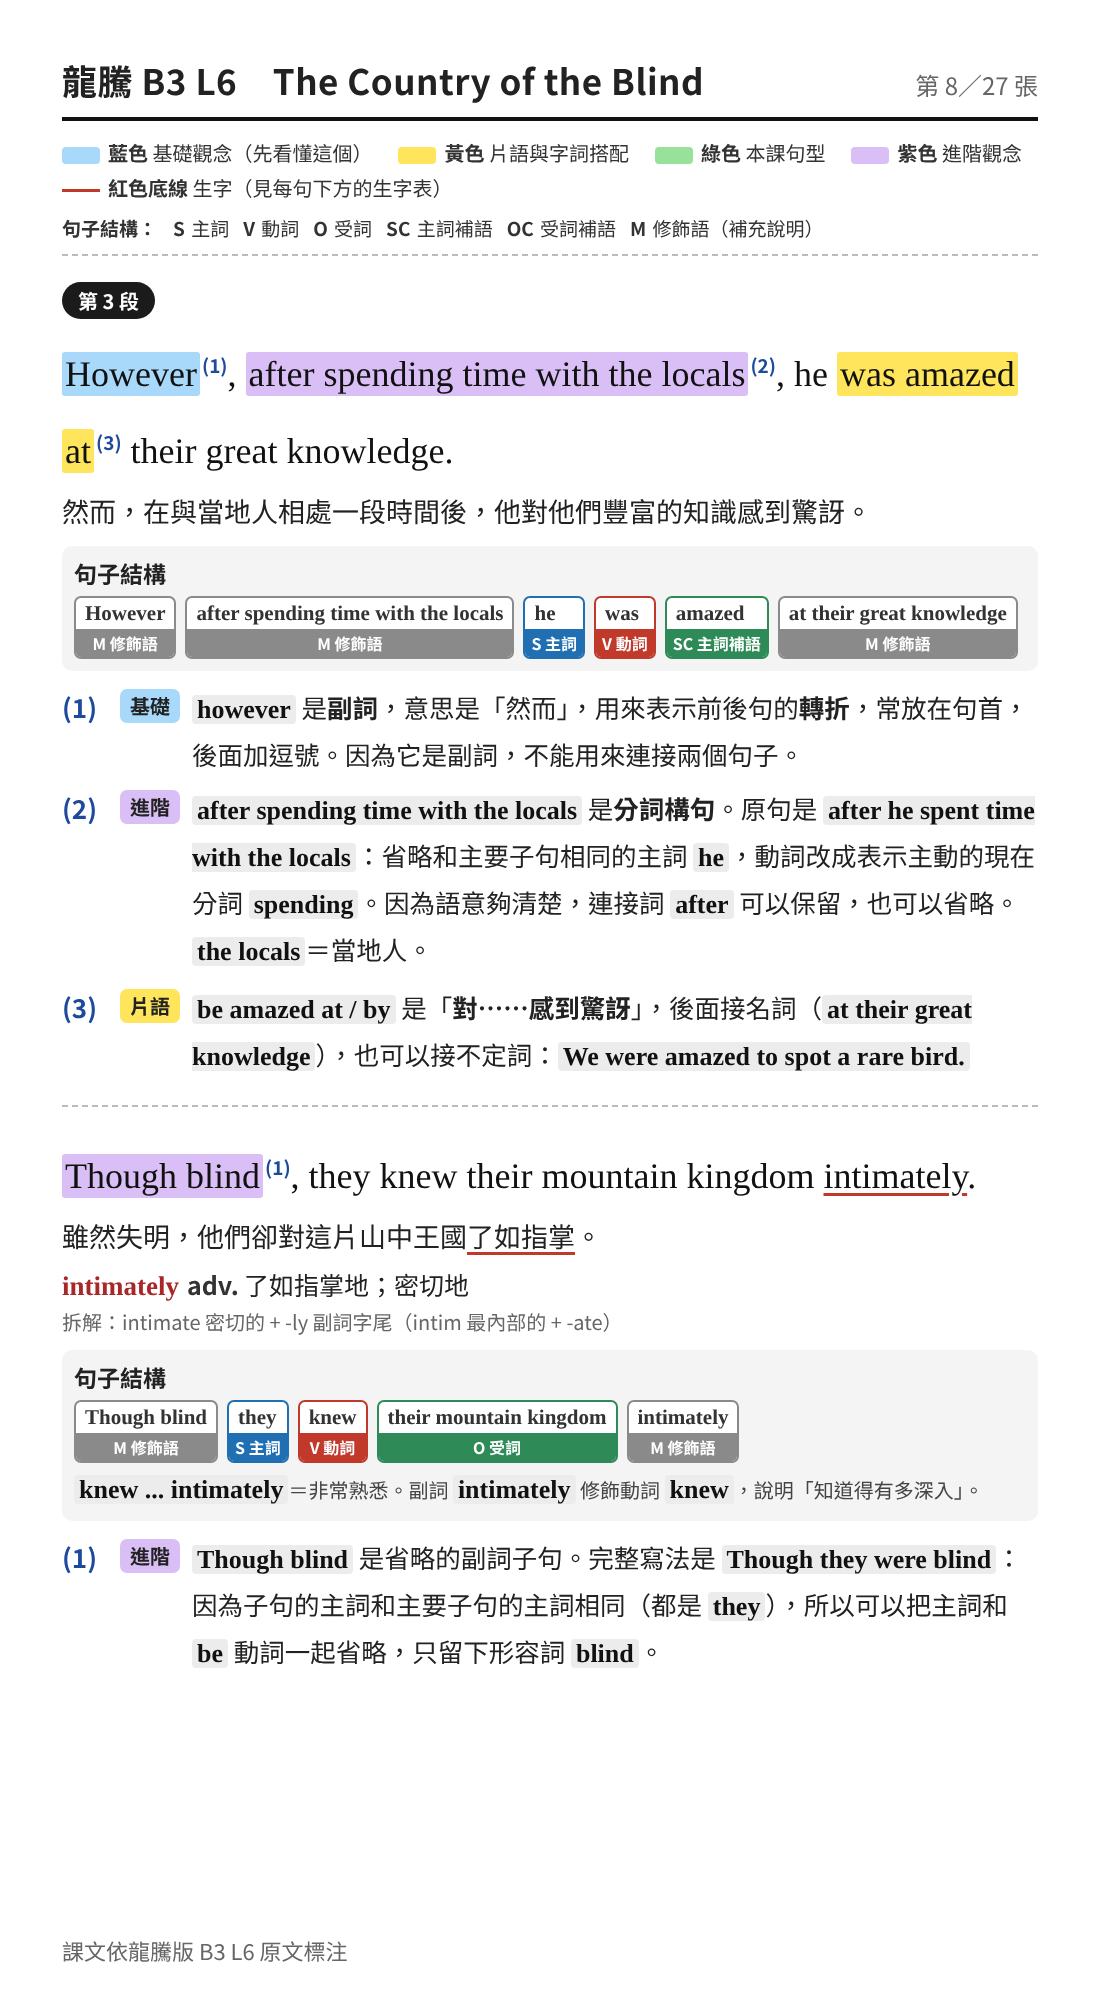 龍騰 B3 L6　The Country of the Blind
第 8／27 張
藍色 基礎觀念（先看懂這個） 黃色 片語與字詞搭配 綠色 本課句型 紫色 進階觀念
紅色底線 生字（見每句下方的生字表）
句子結構： S 主詞 V 動詞 O 受詞 SC 主詞補語 OC 受詞補語 M 修飾語（補充說明）
第 3 段
However(1), after spending time with the locals(2), he was amazed
at(3) their great knowledge.
然而，在與當地人相處一段時間後，他對他們豐富的知識感到驚訝。
句子結構
However after spending time with the locals he was amazed at their great knowledge
M 修飾語 M 修飾語 S 主詞 V 動詞 SC 主詞補語 M 修飾語
(1) 基礎 however 是副詞，意思是「然而」，用來表示前後句的轉折，常放在句首，
後面加逗號。因為它是副詞，不能用來連接兩個句子。
(2) 進階 after spending time with the locals 是分詞構句。原句是 after he spent time
with the locals：省略和主要子句相同的主詞 he，動詞改成表示主動的現在
分詞 spending。因為語意夠清楚，連接詞 after 可以保留，也可以省略。
the locals＝當地人。
(3) 片語 be amazed at / by 是「對⋯⋯感到驚訝」，後面接名詞（at their great
knowledge），也可以接不定詞：We were amazed to spot a rare bird.
Though blind(1), they knew their mountain kingdom intimately.
雖然失明，他們卻對這片山中王國了如指掌。
intimately adv. 了如指掌地；密切地
拆解：intimate 密切的 + -ly 副詞字尾（intim 最內部的 + -ate）
句子結構
Though blind they knew their mountain kingdom intimately
M 修飾語 S 主詞 V 動詞 O 受詞 M 修飾語
knew ... intimately＝非常熟悉。副詞 intimately 修飾動詞 knew，說明「知道得有多深入」。
(1) 進階 Though blind 是省略的副詞子句。完整寫法是 Though they were blind：
因為子句的主詞和主要子句的主詞相同（都是 they），所以可以把主詞和
be 動詞一起省略，只留下形容詞 blind。
課文依龍騰版 B3 L6 原文標注